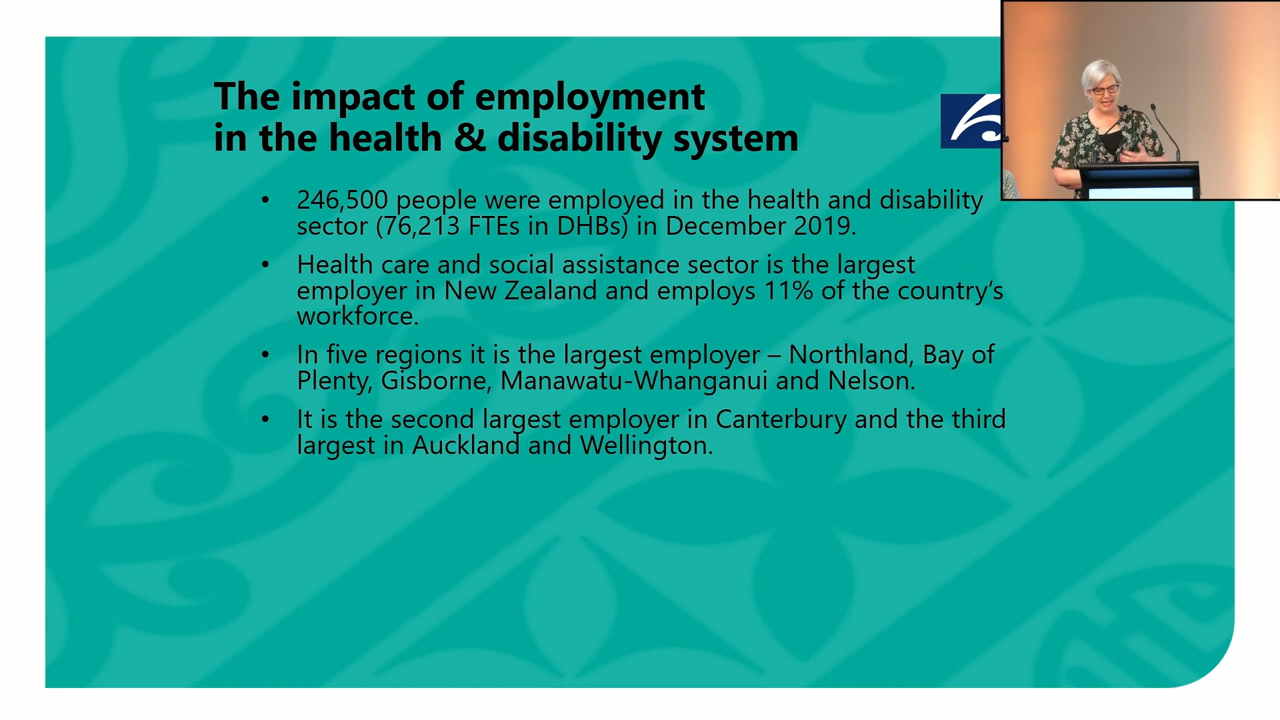 The impact of employment
in the health & disability system
• 246,500 people were employed in the health and disability
sector (76,213 FTEs in DHBs) in December 2019.
• Health care and social assistance sector is the largest
employer in New Zealand and employs 11% of the country’s
workforce.
• In five regions it is the largest employer – Northland, Bay of
Plenty, Gisborne, Manawatu-Whanganui and Nelson.
• It is the second largest employer in Canterbury and the third
largest in Auckland and Wellington.